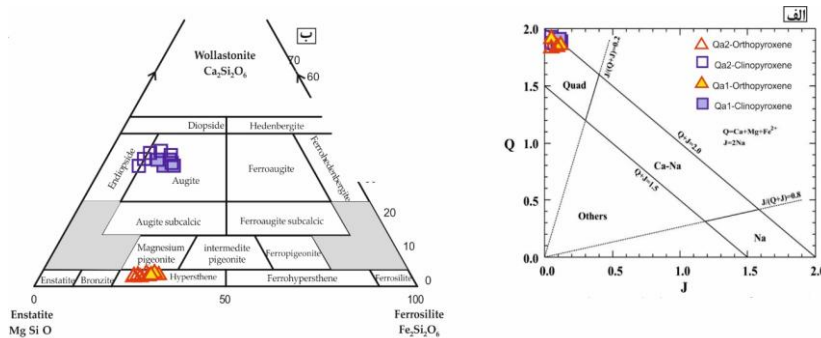 ب
Wollastonite
Ca2Si2O6
70
60
Diopside
Hedenbergite
Endiopside
Augite
Ferroaugite
Ferrohedenbergite
Augite subcalcic
Ferroaugite subcalcic
20
Magnesium
pigeonite
intermedite
pigeonite
Ferropigeonite
10
Enstatite
Bronzite
Hypersthene
Ferrohypersthene
Ferrosilite
0
0
50
100
Enstatite
Mg Si O
Ferrosilite
Fe2Si2O6
الف
2.0
1.5
1.0
0.5
0.0
Q
Quad
J/(Q+J)=0.2
Qa2-Orthopyroxene
Qa2-Clinopyroxene
Qa1-Orthopyroxene
Qa1-Clinopyroxene
Q=Ca+Mg+Fe2+
J=2Na
Q+J=2.0
Q+J=1.5
Ca-Na
J/(Q+J)=0.8
Others
Na
0.0
0.5
1.0
1.5
2.0
J